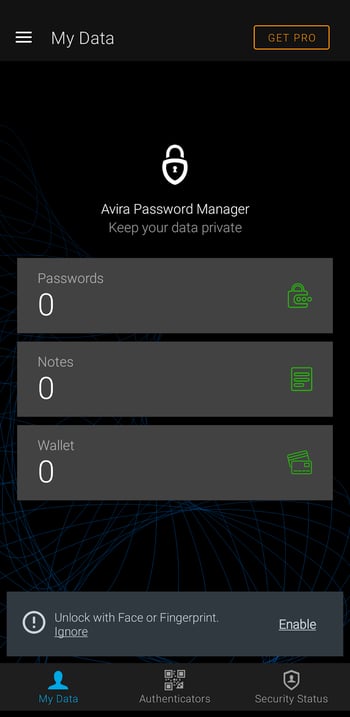 My Data
GET PRO
Avira Password Manager
Keep your data private
Passwords
0
Notes
0
Wallet
0
Unlock with Face or Fingerprint.
Ignore
Enable
My Data
Authenticators
Security Status